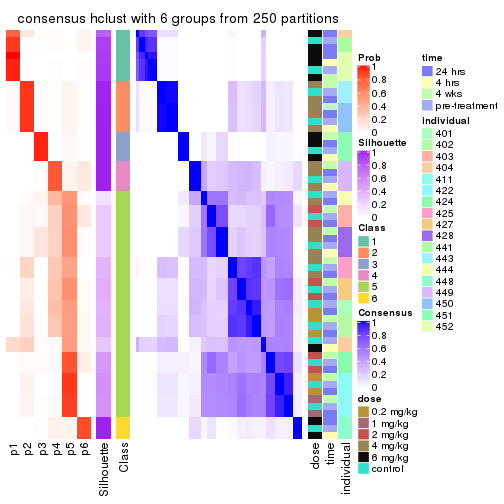 consensus hclust with 6 groups from 250 partitions
Prob
1
0.8
0.6
0.4
0.2
0
Silhouette
1
0.8
0.6
0.4
0.2
0
Class
1
2
3
4
5
6
Consensus
1
0.8
0.6
0.4
0.2
0
dose
0.2 mg/kg
1 mg/kg
2 mg/kg
4 mg/kg
6 mg/kg
control
time
24 hrs
4 hrs
4 wks
pre-treatment
individual
401
402
403
404
411
422
424
425
427
428
441
443
444
448
449
450
451
452
p1
p2
p3
p4
p5
p6
Silhouette
Class
dose
time
individual